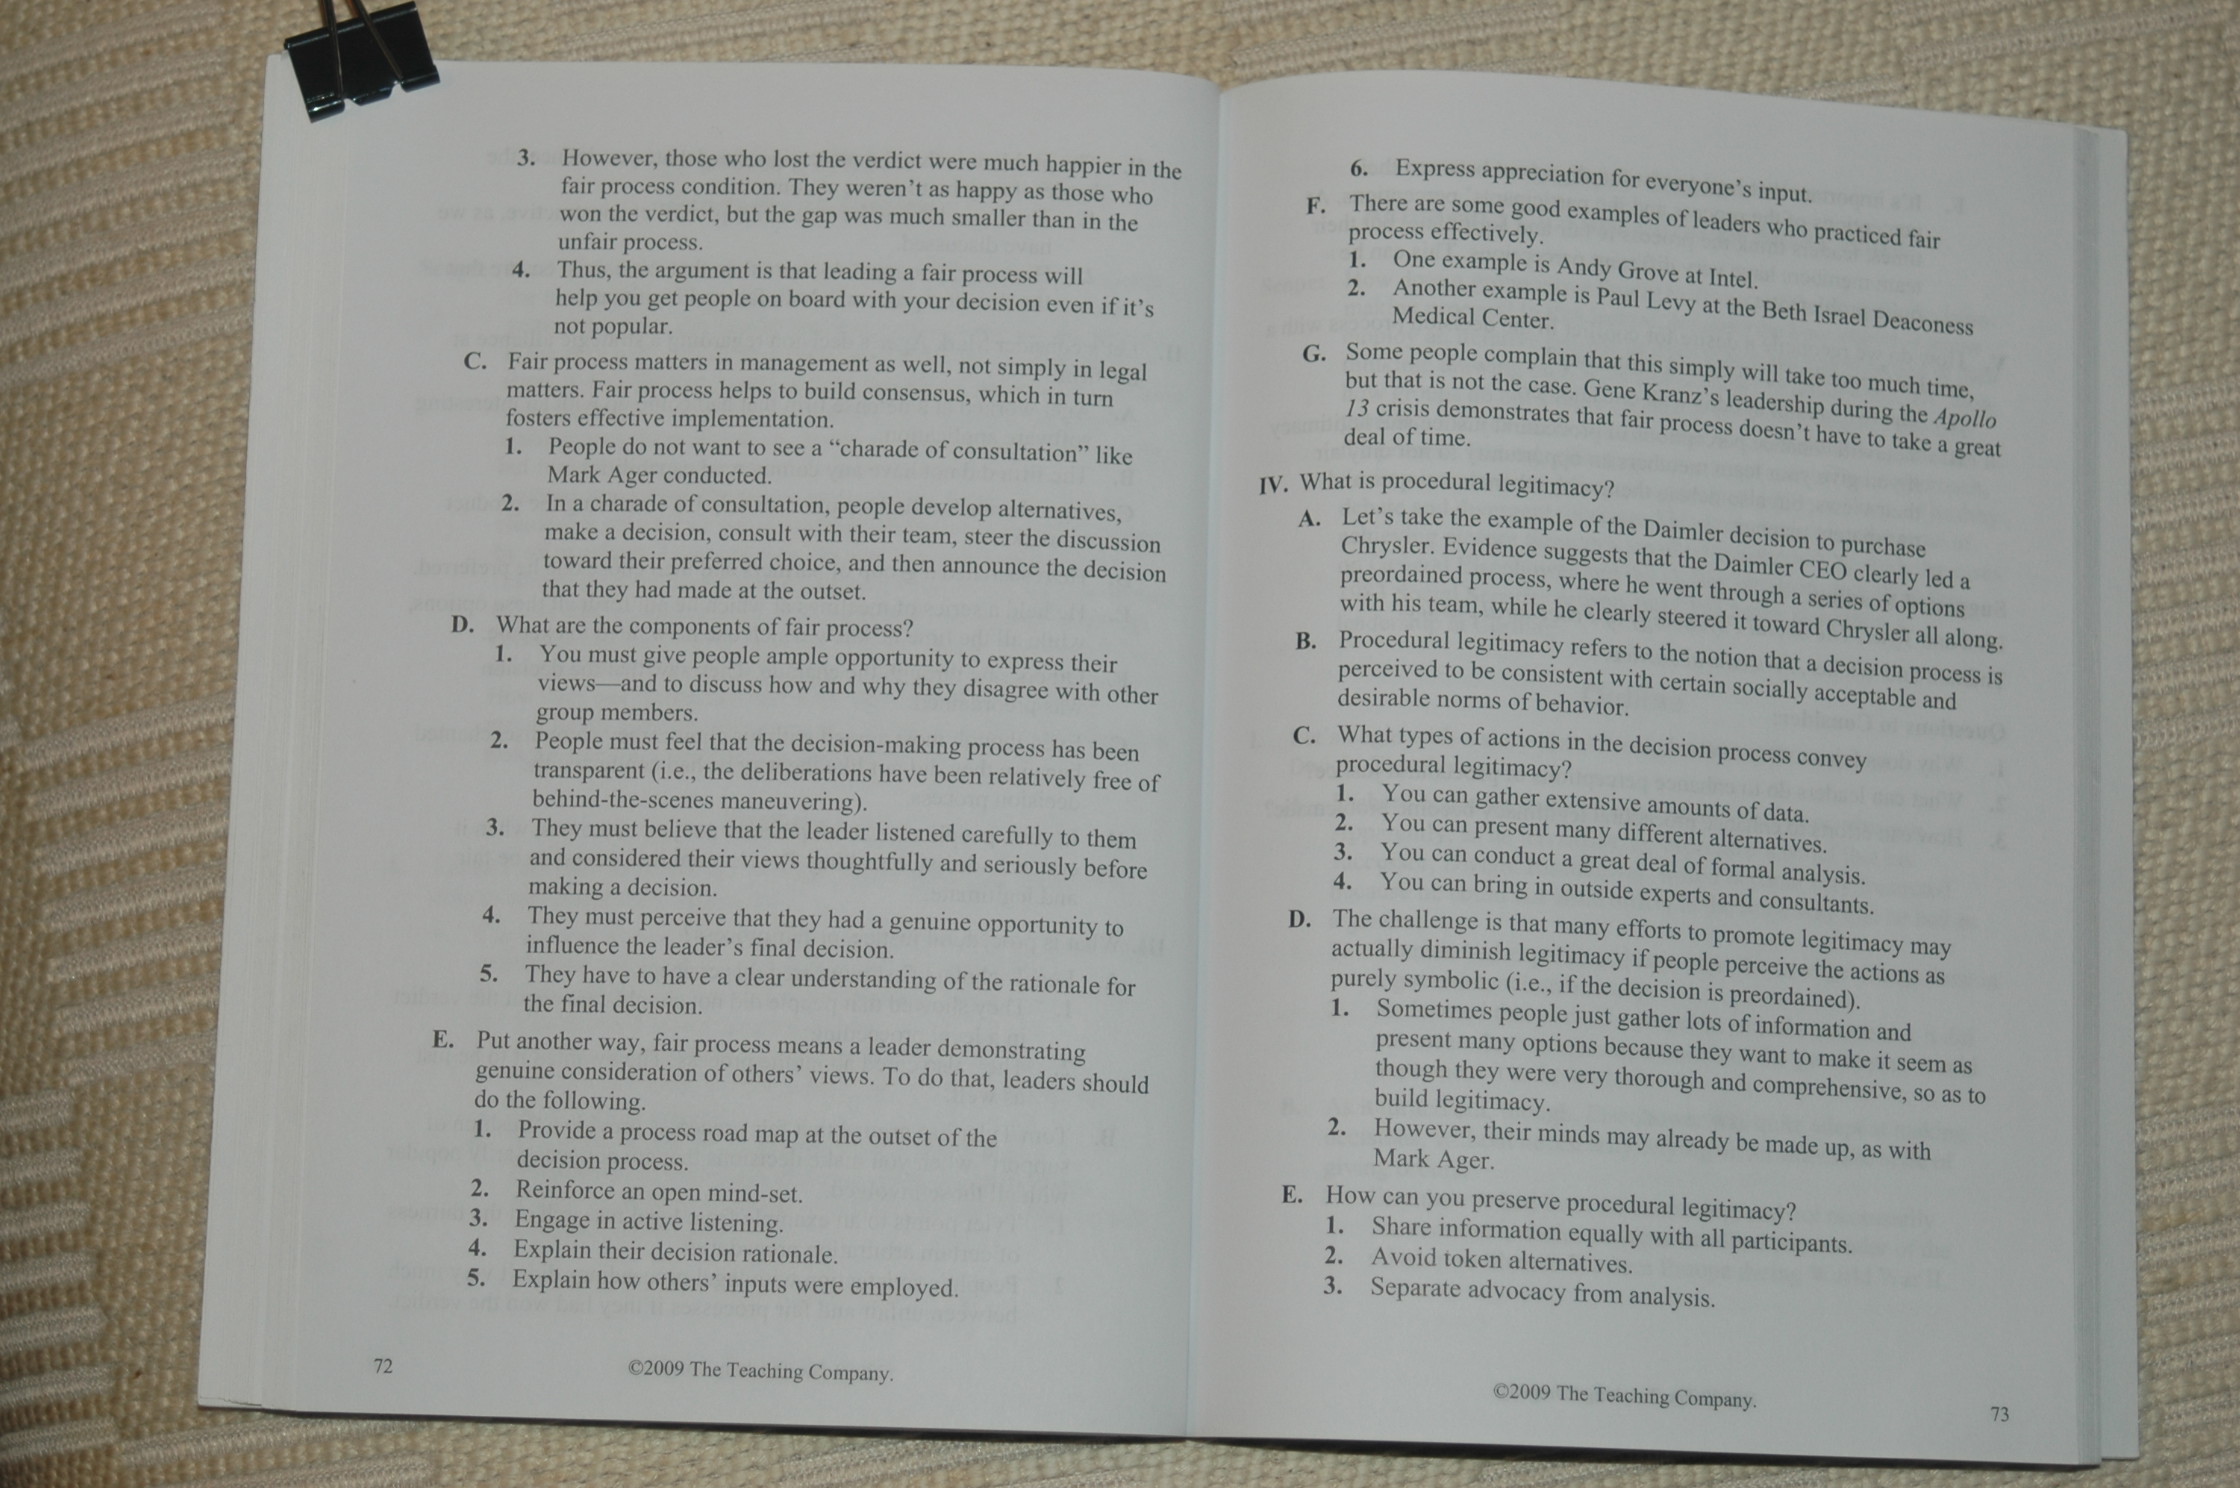 3. However, those who lost the verdict were much happier in the
fair process condition. They weren't as happy as those who
won the verdict, but the gap was much smaller than in the
unfair process.
4. Thus, the argument is that leading a fair process will
help you get people on board with your decision even if it's
not popular.
C. Fair process matters in management as well, not simply in legal
matters. Fair process helps to build consensus, which in turn
fosters effective implementation.
1. People do not want to see a “charade of consultation” like
Mark Ager conducted.
2. In a charade of consultation, people develop alternatives,
make a decision, consult with their team, steer the discussion
toward their preferred choice, and then announce the decision
that they had made at the outset.
D. What are the components of fair process?
1. You must give people ample opportunity to express their
views—and to discuss how and why they disagree with other
group members.
2. People must feel that the decision-making process has been
transparent (i.e., the deliberations have been relatively free of
behind-the-scenes maneuvering).
3. They must believe that the leader listened carefully to them
and considered their views thoughtfully and seriously before
making a decision.
4. They must perceive that they had a genuine opportunity to
influence the leader's final decision.
5. They have to have a clear understanding of the rationale for
the final decision.
E. Put another way, fair process means a leader demonstrating
genuine consideration of others' views. To do that, leaders should
do the following.
1. Provide a process road map at the outset of the
decision process.
2. Reinforce an open mind-set.
3. Engage in active listening.
4. Explain their decision rationale.
5. Explain how others' inputs were employed.
72
©2009 The Teaching Company.
6. Express appreciation for everyone's input.
F. There are some good examples of leaders who practiced fair
process effectively.
1. One example is Andy Grove at Intel.
2. Another example is Paul Levy at the Beth Israel Deaconess
Medical Center.
G. Some people complain that this simply will take too much time,
but that is not the case. Gene Kranz's leadership during the Apollo
13 crisis demonstrates that fair process doesn't have to take a great
deal of time.
IV. What is procedural legitimacy?
A. Let's take the example of the Daimler decision to purchase
Chrysler. Evidence suggests that the Daimler CEO clearly led a
preordained process, where he went through a series of options
with his team, while he clearly steered it toward Chrysler all along.
B. Procedural legitimacy refers to the notion that a decision process is
perceived to be consistent with certain socially acceptable and
desirable norms of behavior.
C. What types of actions in the decision process convey
procedural legitimacy?
1. You can gather extensive amounts of data.
2. You can present many different alternatives.
3. You can conduct a great deal of formal analysis.
4. You can bring in outside experts and consultants.
D. The challenge is that many efforts to promote legitimacy may
actually diminish legitimacy if people perceive the actions as
purely symbolic (i.e., if the decision is preordained).
1. Sometimes people just gather lots of information and
present many options because they want to make it seem as
though they were very thorough and comprehensive, so as to
build legitimacy.
2. However, their minds may already be made up, as with
Mark Ager.
E. How can you preserve procedural legitimacy?
1. Share information equally with all participants.
2. Avoid token alternatives.
3. Separate advocacy from analysis.
©2009 The Teaching Company.
73